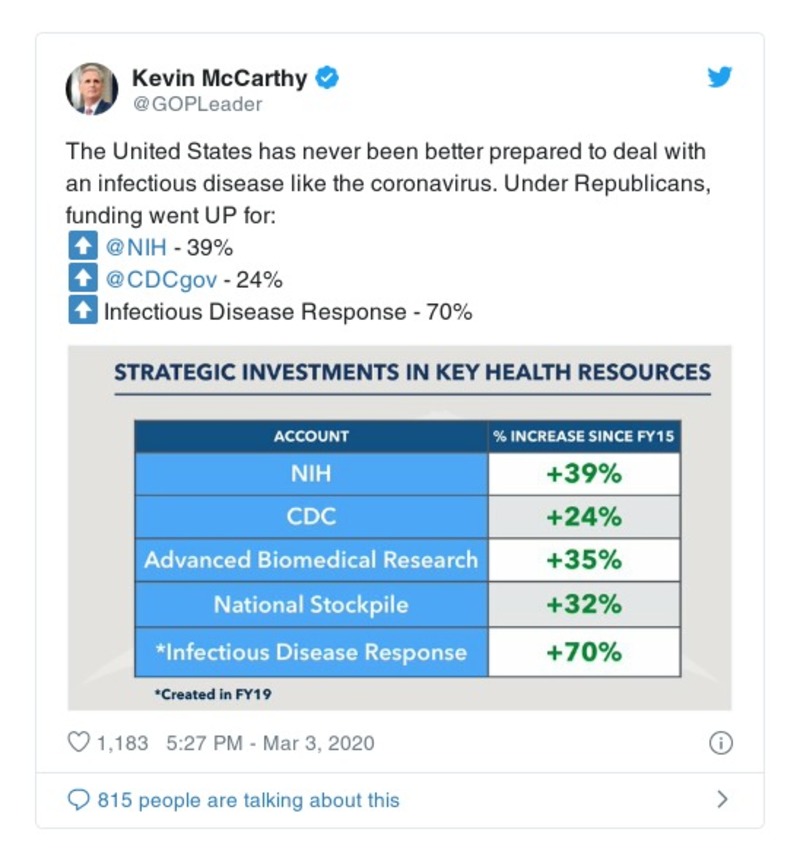 Kevin McCarthy
@GOPLeader
The United States has never been better prepared to deal with
an infectious disease like the coronavirus. Under Republicans,
funding went UP for:
⬆ @NIH - 39%
⬆ @CDCgov - 24%
⬆ Infectious Disease Response - 70%
STRATEGIC INVESTMENTS IN KEY HEALTH RESOURCES
ACCOUNT % INCREASE SINCE FY15
NIH +39%
CDC +24%
Advanced Biomedical Research +35%
National Stockpile +32%
*Infectious Disease Response +70%
*Created in FY19
1,183 5:27 PM - Mar 3, 2020
815 people are talking about this